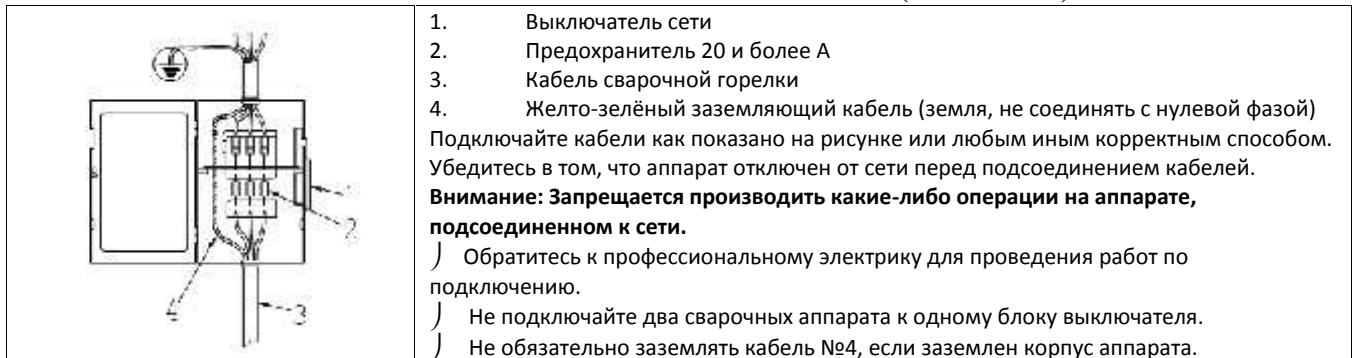 1. Выключатель сети
2. Предохранитель 20 и более А
3. Кабель сварочной горелки
4. Желто-зелёный заземляющий кабель (земля, не соединять с нулевой фазой)
Подключайте кабели как показано на рисунке или любым иным корректным способом.
Убедитесь в том, что аппарат отключен от сети перед подсоединением кабелей.
Внимание: Запрещается производить какие-либо операции на аппарате,
подсоединенном к сети.
⌡ Обратитесь к профессиональному электрику для проведения работ по
подключению.
⌡ Не подключайте два сварочных аппарата к одному блоку выключателя.
⌡ Не обязательно заземлять кабель №4, если заземлен корпус аппарата.
1
2
4
3